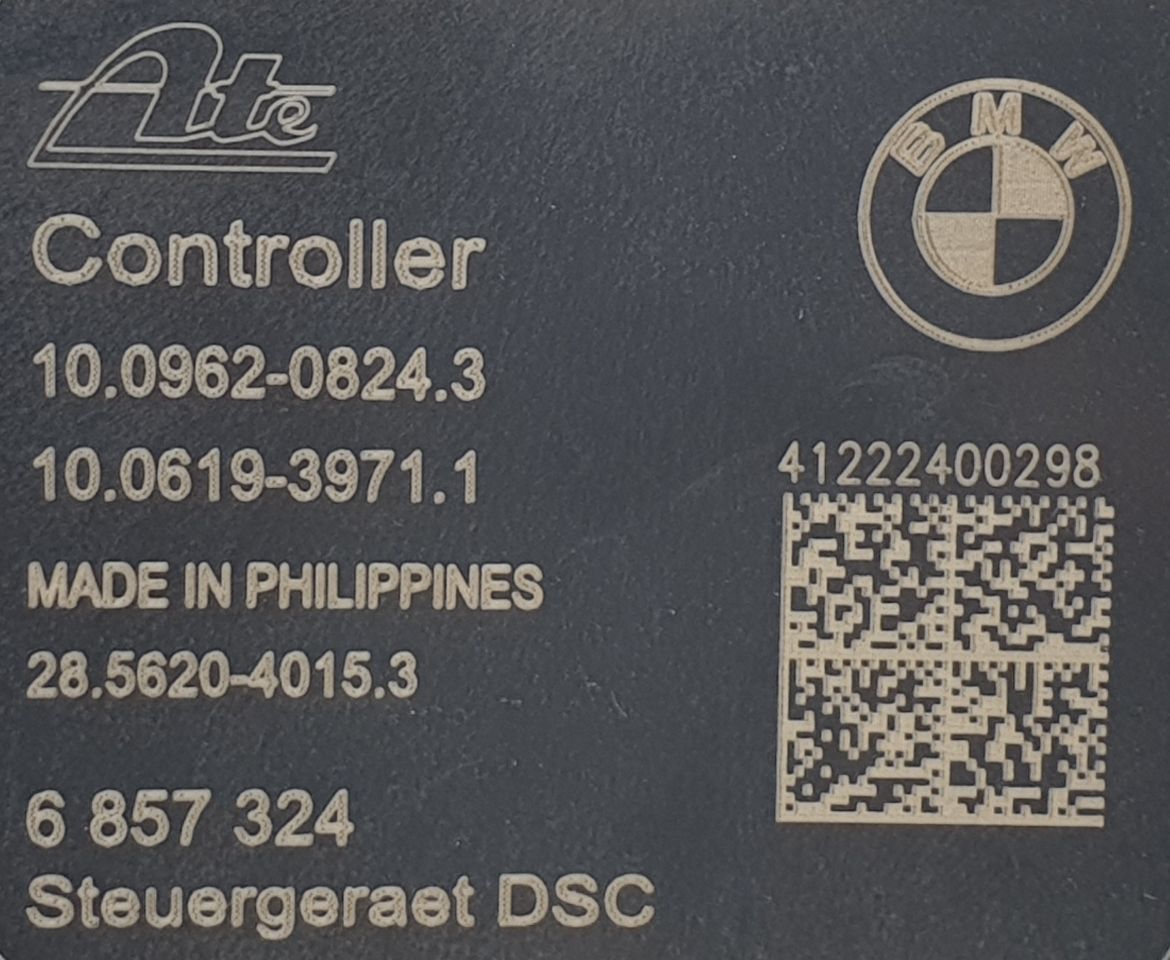 Ate
BMW
Controller
10.0962-0824.3
10.0619-3971.1
41222400298
MADE IN PHILIPPINES
28.5620-4015.3
6 857 324
Steuergeraet DSC